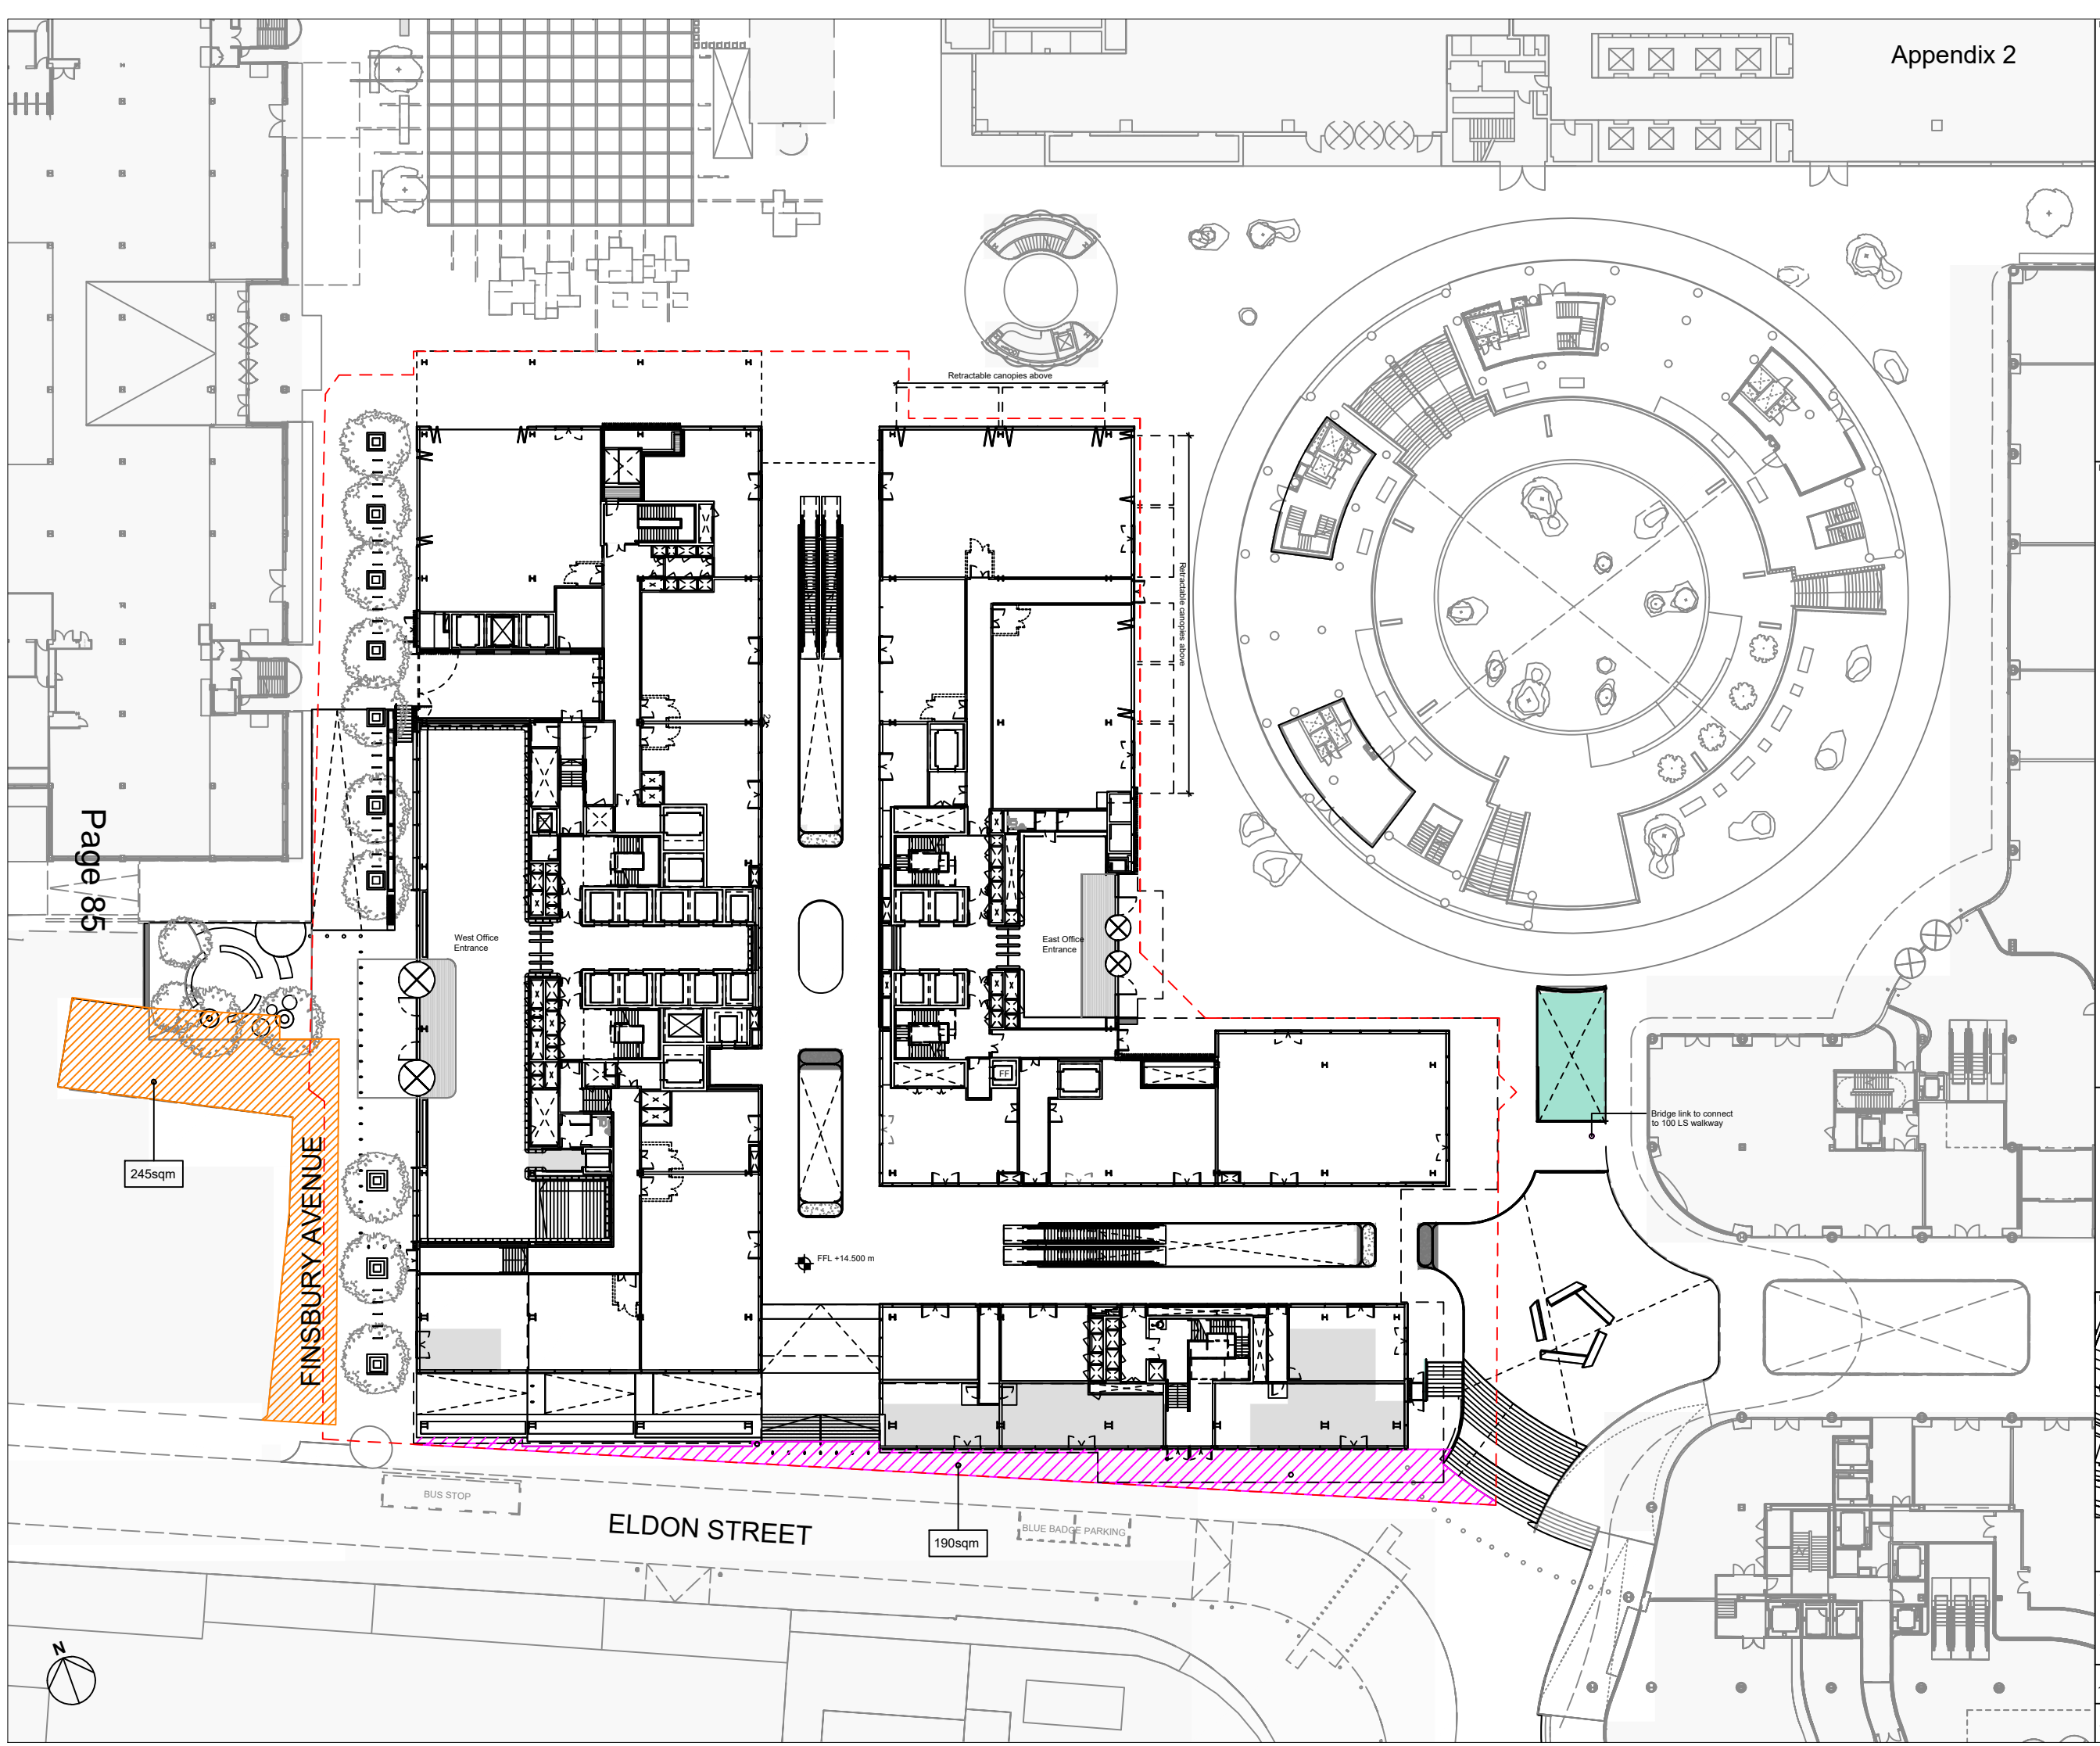 Appendix 2
Retractable canopies above
Retractable canopies above
Page 85
West Office
Entrance
East Office
Entrance
FF
Bridge link to connect
to 100 LS walkway
245sqm
FINSBURY AVENUE
FFL +14.500 m
BUS STOP
ELDON STREET
190sqm
BLUE BADGE PARKING
N